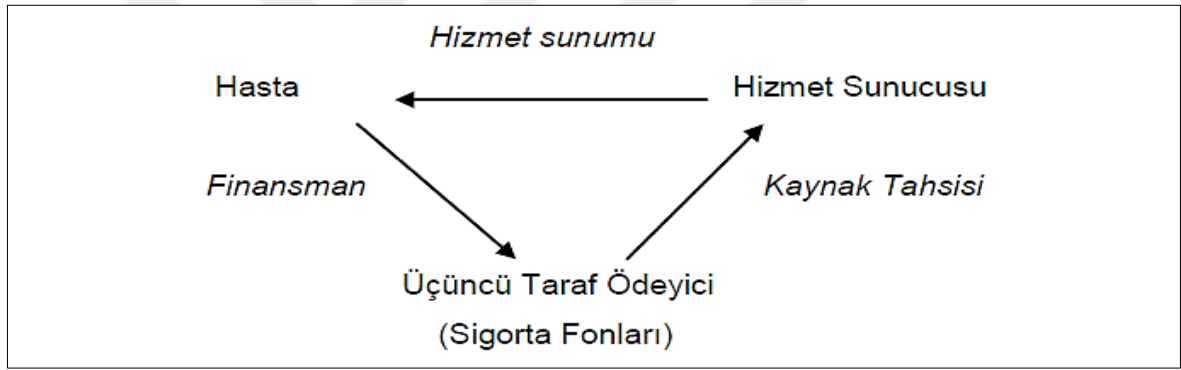 Hizmet sunumu
Hasta
Hizmet Sunucusu
Finansman
Kaynak Tahsisi
Üçüncü Taraf Ödeyici
(Sigorta Fonları)